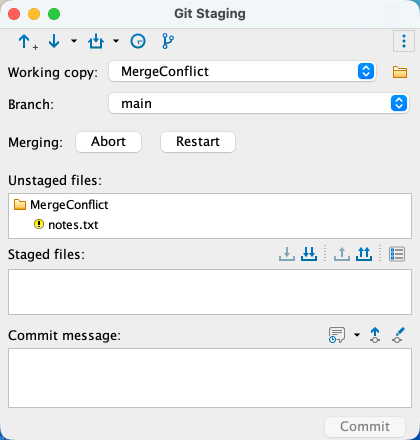 Git Staging
Working copy: MergeConflict
Branch: main
Merging: Abort Restart
Unstaged files:
MergeConflict
notes.txt
Staged files:
Commit message:
Commit